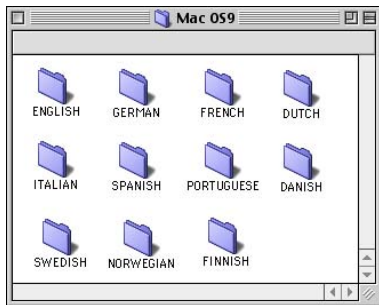 Mac OS9
ENGLISH GERMAN FRENCH DUTCH
ITALIAN SPANISH PORTUGUESE DANISH
SWEDISH NORWEGIAN FINNISH